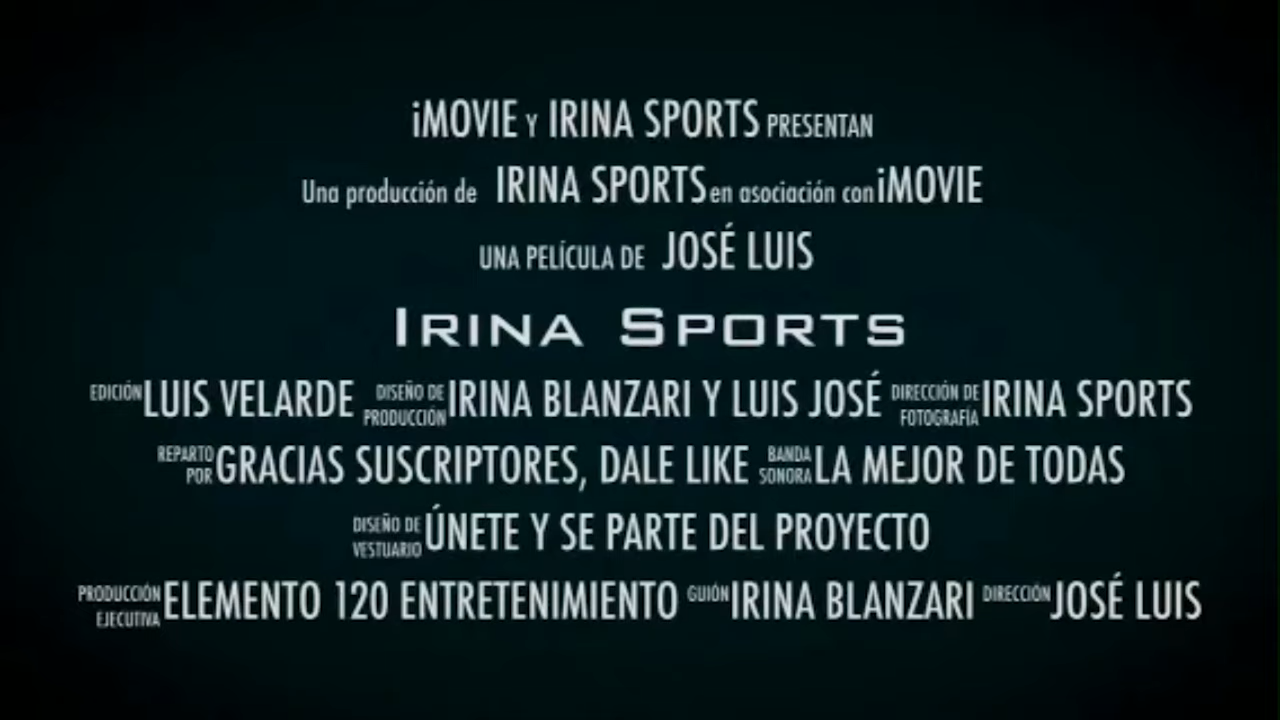 iMOVIE Y IRINA SPORTS PRESENTAN
Una producción de IRINA SPORTS en asociación con iMOVIE
UNA PELÍCULA DE JOSÉ LUIS
IRINA SPORTS
EDICIÓN LUIS VELARDE DISEÑO DE PRODUCCIÓN IRINA BLANZARI Y LUIS JOSÉ DIRECCIÓN DE FOTOGRAFÍA IRINA SPORTS
REPARTO POR GRACIAS SUSCRIPTORES, DALE LIKE BANDA SONORA LA MEJOR DE TODAS
DISEÑO DE VESTUARIO ÚNETE Y SE PARTE DEL PROYECTO
PRODUCCIÓN EJECUTIVA ELEMENTO 120 ENTRETENIMIENTO GUIÓN IRINA BLANZARI DIRECCIÓN JOSÉ LUIS